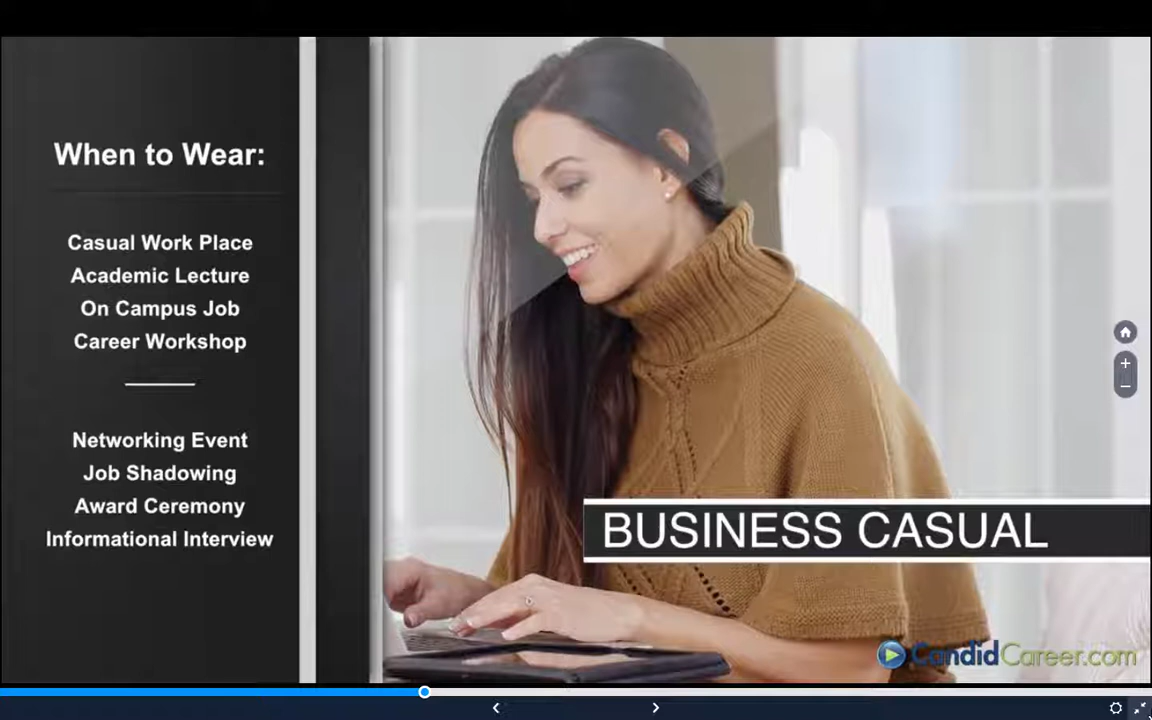 When to Wear:
Casual Work Place
Academic Lecture
On Campus Job
Career Workshop
Networking Event
Job Shadowing
Award Ceremony
Informational Interview
BUSINESS CASUAL
CandidCareer.com